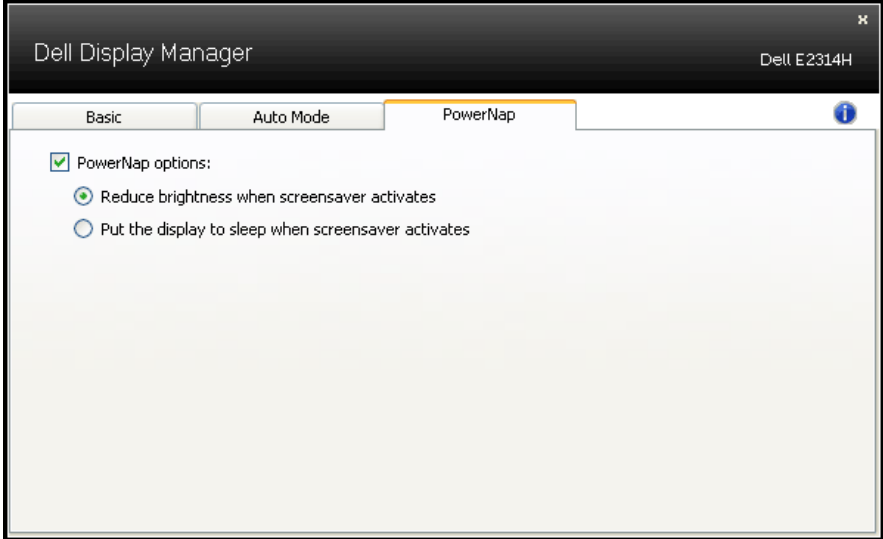 Dell Display Manager
Dell E2314H
Basic
Auto Mode
PowerNap
PowerNap options:
Reduce brightness when screensaver activates
Put the display to sleep when screensaver activates